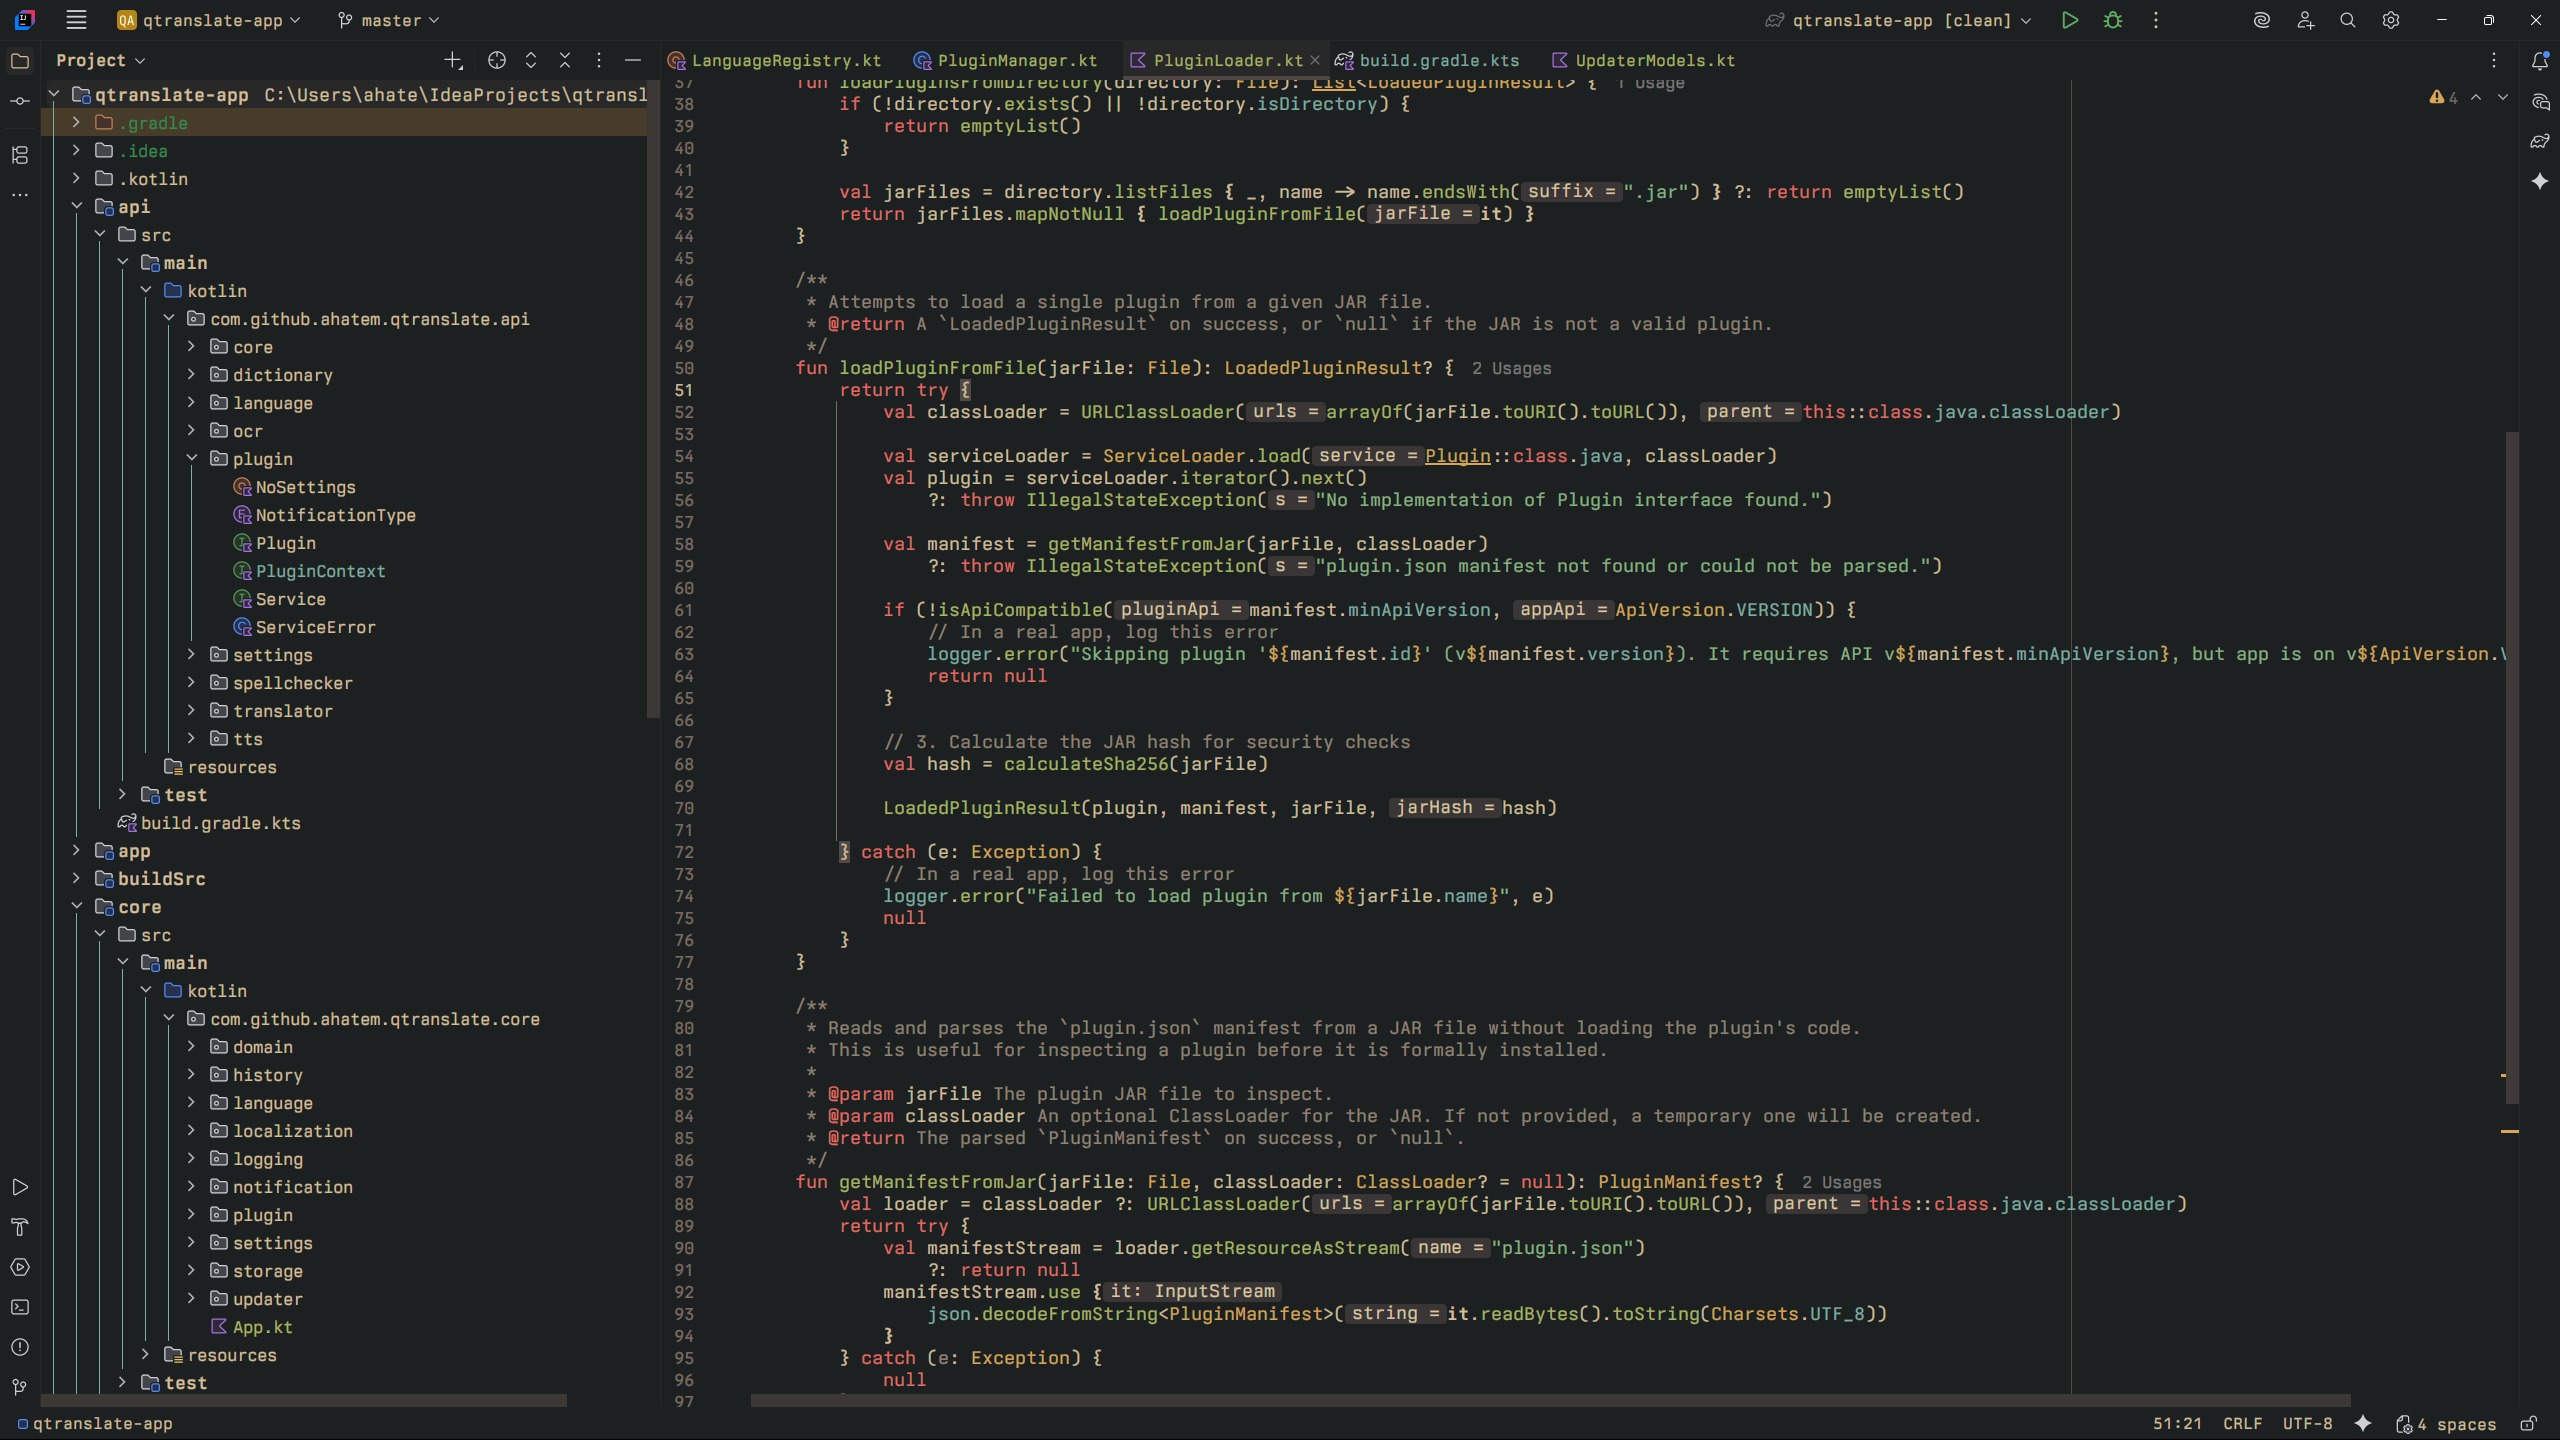 QA qtranslate-app
master
qtranslate-app [clean]
Project
LanguageRegistry.kt
PluginManager.kt
PluginLoader.kt
build.gradle.kts
UpdaterModels.kt
qtranslate-app C:\Users\ahate\IdeaProjects\qtransl
.gradle
.idea
.kotlin
api
src
main
kotlin
com.github.ahatem.qtranslate.api
core
dictionary
language
ocr
plugin
NoSettings
NotificationType
Plugin
PluginContext
Service
ServiceError
settings
spellchecker
translator
tts
resources
test
build.gradle.kts
app
buildSrc
core
src
main
kotlin
com.github.ahatem.qtranslate.core
domain
history
language
localization
logging
notification
plugin
settings
storage
updater
App.kt
resources
test
4
37 fun loadPluginsFromDirectory(directory: File): List<LoadedPluginResult> { 1 Usage
38 if (!directory.exists() || !directory.isDirectory) {
39 return emptyList()
40 }
41
42 val jarFiles = directory.listFiles { _, name → name.endsWith( suffix = ".jar") } ?: return emptyList()
43 return jarFiles.mapNotNull { loadPluginFromFile( jarFile = it) }
44 }
45
46 /**
47 * Attempts to load a single plugin from a given JAR file.
48 * @return A `LoadedPluginResult` on success, or `null` if the JAR is not a valid plugin.
49 */
50 fun loadPluginFromFile(jarFile: File): LoadedPluginResult? { 2 Usages
51 return try {
52 val classLoader = URLClassLoader( urls = arrayOf(jarFile.toURI().toURL()), parent = this::class.java.classLoader)
53
54 val serviceLoader = ServiceLoader.load( service = Plugin::class.java, classLoader)
55 val plugin = serviceLoader.iterator().next()
56 ?: throw IllegalStateException( s = "No implementation of Plugin interface found.")
57
58 val manifest = getManifestFromJar(jarFile, classLoader)
59 ?: throw IllegalStateException( s = "plugin.json manifest not found or could not be parsed.")
60
61 if (!isApiCompatible( pluginApi = manifest.minApiVersion, appApi = ApiVersion.VERSION)) {
62 // In a real app, log this error
63 logger.error("Skipping plugin '${manifest.id}' (v${manifest.version}). It requires API v${manifest.minApiVersion}, but app is on v${ApiVersion.V
64 return null
65 }
66
67 // 3. Calculate the JAR hash for security checks
68 val hash = calculateSha256(jarFile)
69
70 LoadedPluginResult(plugin, manifest, jarFile, jarHash = hash)
71
72 } catch (e: Exception) {
73 // In a real app, log this error
74 logger.error("Failed to load plugin from ${jarFile.name}", e)
75 null
76 }
77 }
78
79 /**
80 * Reads and parses the `plugin.json` manifest from a JAR file without loading the plugin's code.
81 * This is useful for inspecting a plugin before it is formally installed.
82 *
83 * @param jarFile The plugin JAR file to inspect.
84 * @param classLoader An optional ClassLoader for the JAR. If not provided, a temporary one will be created.
85 * @return The parsed `PluginManifest` on success, or `null`.
86 */
87 fun getManifestFromJar(jarFile: File, classLoader: ClassLoader? = null): PluginManifest? { 2 Usages
88 val loader = classLoader ?: URLClassLoader( urls = arrayOf(jarFile.toURI().toURL()), parent = this::class.java.classLoader)
89 return try {
90 val manifestStream = loader.getResourceAsStream( name = "plugin.json")
91 ?: return null
92 manifestStream.use { it: InputStream
93 json.decodeFromString<PluginManifest>( string = it.readBytes().toString(Charsets.UTF_8))
94 }
95 } catch (e: Exception) {
96 null
97
qtranslate-app
51:21 CRLF UTF-8 4 spaces